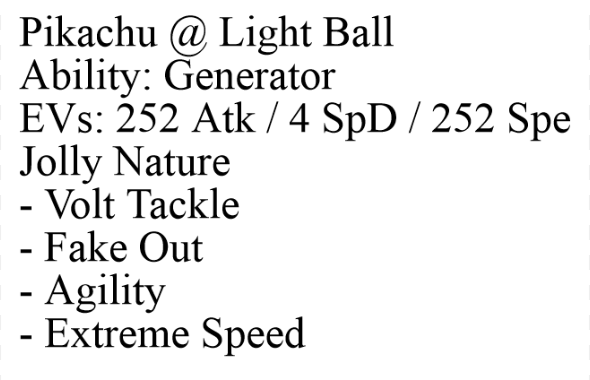 Pikachu @ Light Ball
Ability: Generator
EVs: 252 Atk / 4 SpD / 252 Spe
Jolly Nature
- Volt Tackle
- Fake Out
- Agility
- Extreme Speed